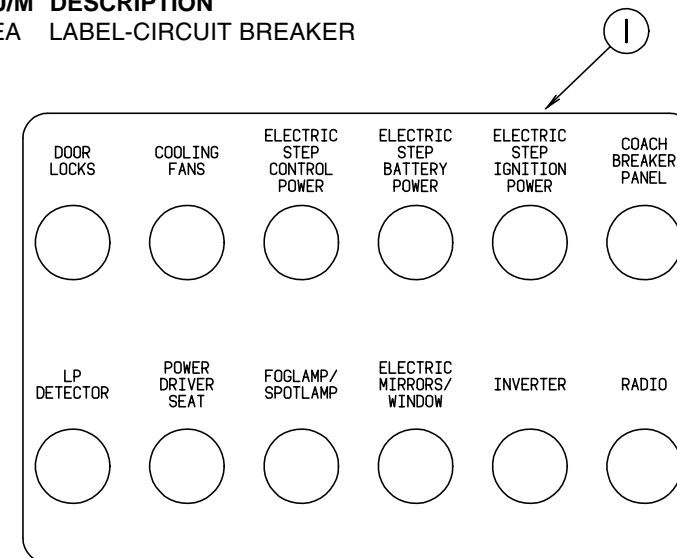 U/M DESCRIPTION
EA LABEL-CIRCUIT BREAKER
1
DOOR
LOCKS
COOLING
FANS
ELECTRIC
STEP
CONTROL
POWER
ELECTRIC
STEP
BATTERY
POWER
ELECTRIC
STEP
IGNITION
POWER
COACH
BREAKER
PANEL
LP
DETECTOR
POWER
DRIVER
SEAT
FOGLAMP/
SPOTLAMP
ELECTRIC
MIRRORS/
WINDOW
INVERTER
RADIO